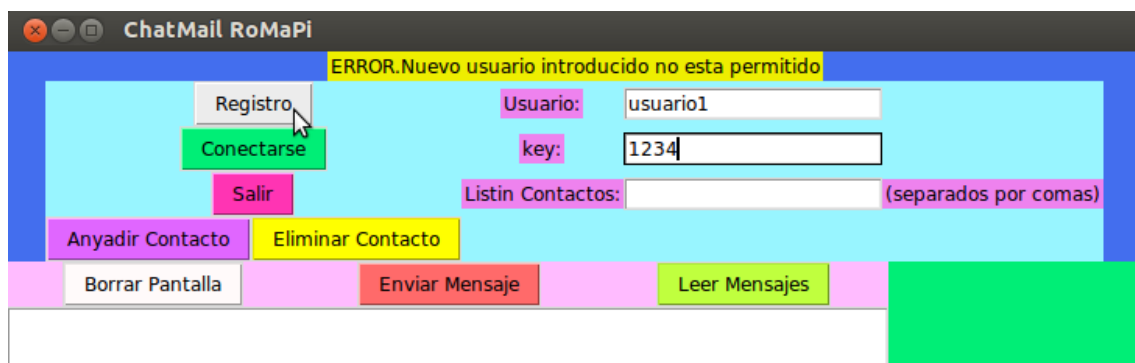 ChatMail RoMaPi
ERROR.Nuevo usuario introducido no esta permitido
Registro Usuario: usuario1
Conectarse key: 1234
Salir Listin Contactos: (separados por comas)
Anyadir Contacto Eliminar Contacto
Borrar Pantalla Enviar Mensaje Leer Mensajes